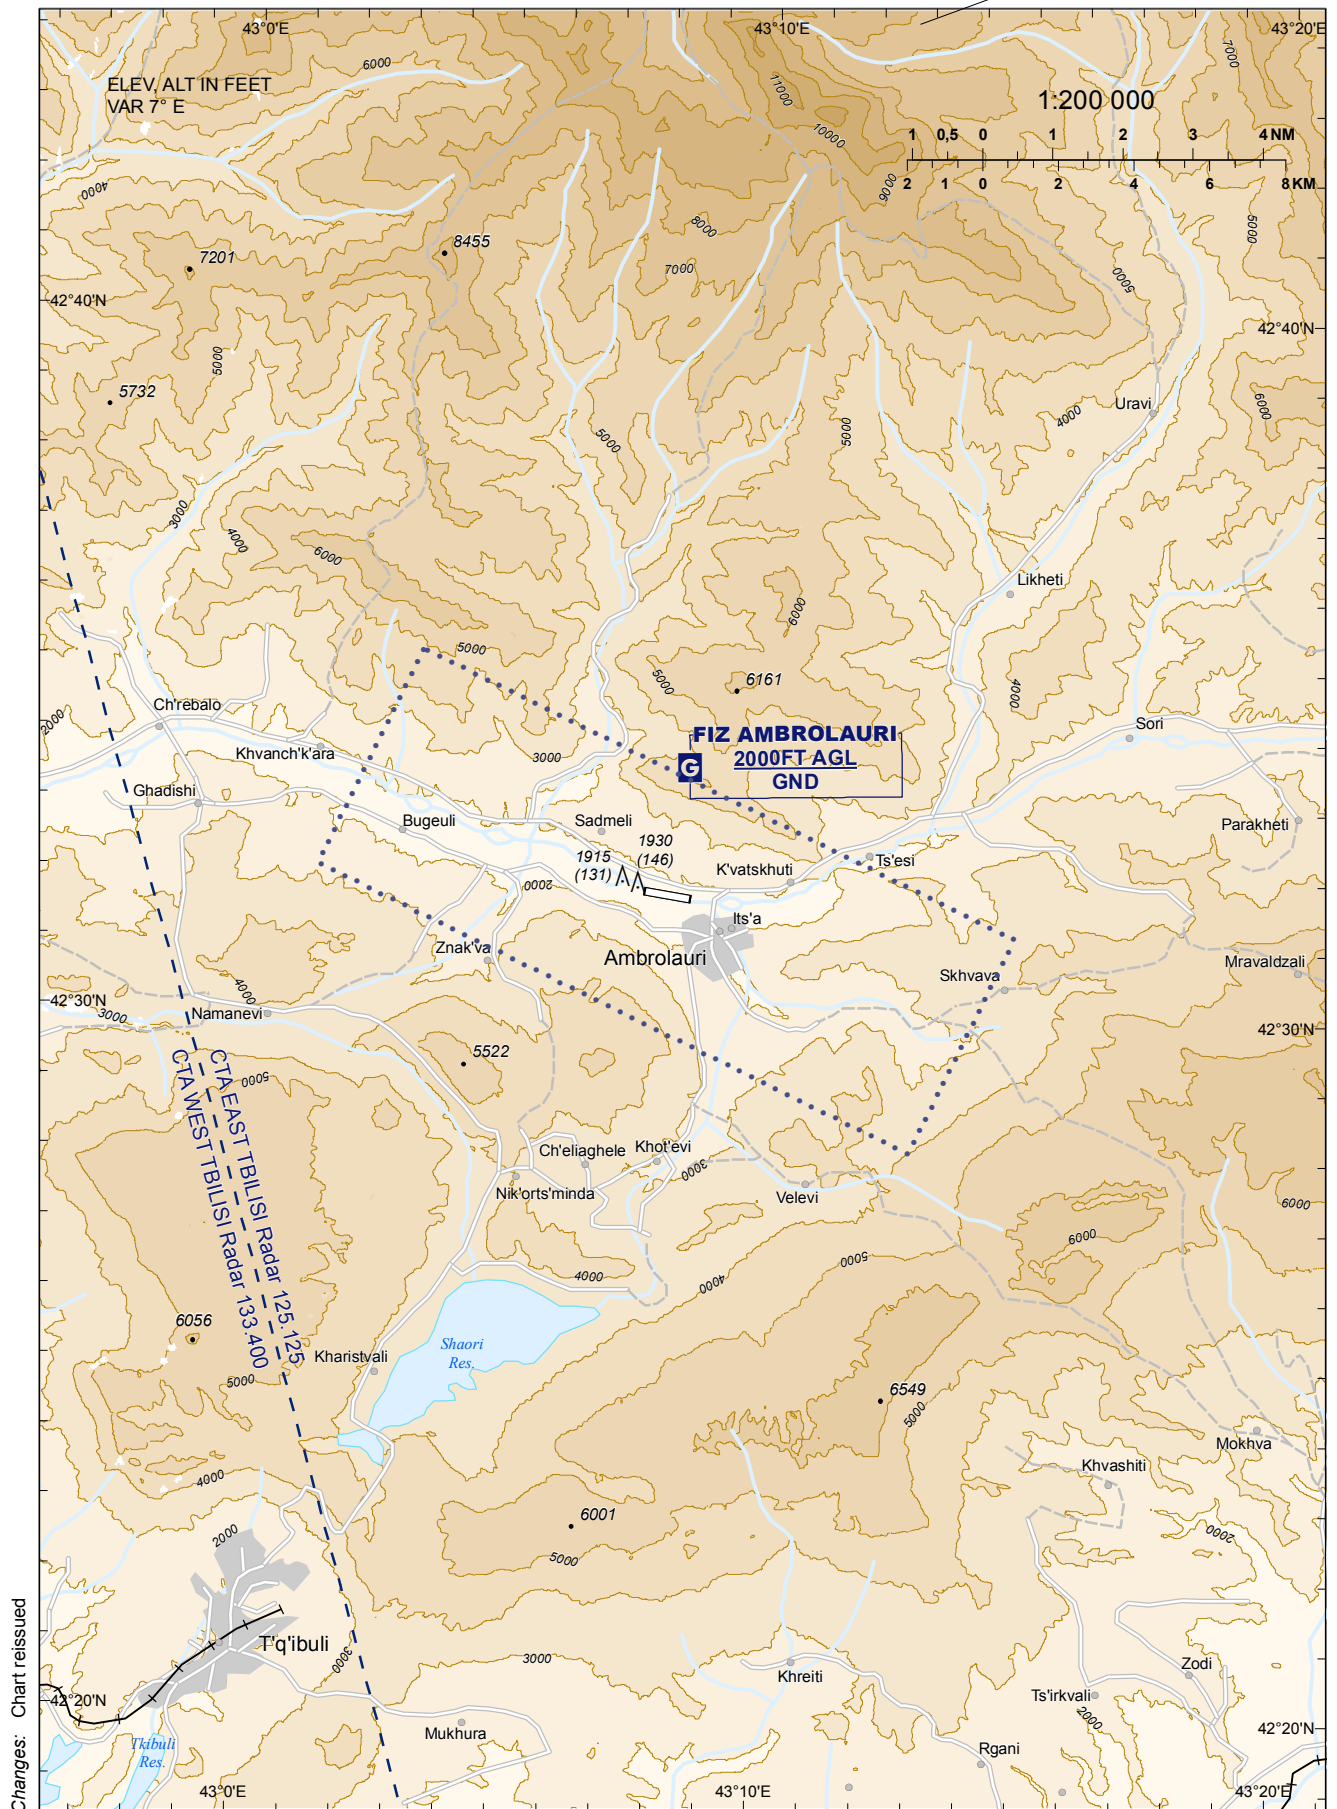 43°0'E
43°10'E
43°20'E
ELEV, ALT IN FEET
VAR 7° E
6000
11000
10000
7000
1:200 000
1 0,5 0 1 2 3 4 NM
2 1 0 2 4 6 8 KM
4000
9000
8000
5000
7201
8455
7000
5000
42°40'N
42°40'N
5000
5732
Uravi
4000
6000
5000
5000
3000
4000
6000
Likheti
6000
5000
5000
6161
4000
2000
Ch'rebalo
Sori
Khvanch'k'ara
3000
FIZ AMBROLAURI
G
2000FT AGL
GND
Ghadishi
Bugeuli
Sadmeli
Parakheti
1930
(146)
1915
(131)
K'vatskhuti
Ts'esi
2000
Its'a
Znak'va
Ambrolauri
Skhvava
Mravaldzali
4000
42°30'N
3000
Namanevi
42°30'N
5522
5000
CTA EAST TBILISI Radar 125.125
CTA WEST TBILISI Radar 133.400
Ch'eliaghele
Khot'evi
3000
Nik'orts'minda
Velevi
6000
6000
5000
4000
4000
6056
Shaori
Res.
Kharistvali
5000
6549
5000
Mokhva
Khvashiti
4000
6001
2000
2000
5000
T'q'ibuli
3000
3000
Khreiti
Zodi
Ts'irkvali
2000
42°20'N
42°20'N
Mukhura
Tkibuli
Res.
Rgani
43°0'E
43°10'E
43°20'E
Changes: Chart reissued